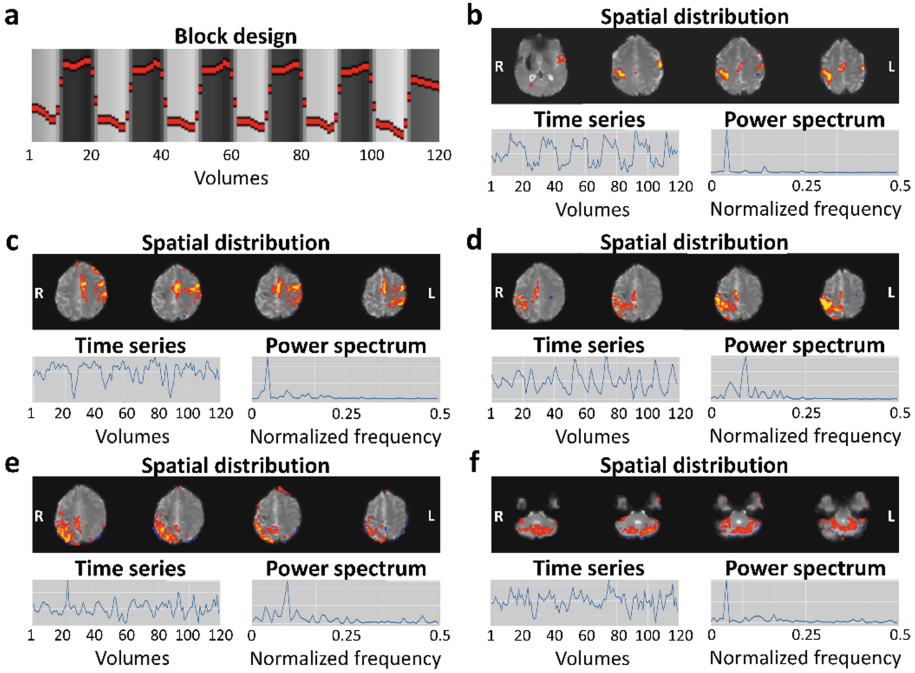 a
Block design
1 20 40 60 80 100 120
Volumes
b
Spatial distribution
R L
Time series Power spectrum
1 20 40 60 80 100 120 0 0.25 0.5
Volumes Normalized frequency
c
Spatial distribution
R L
Time series Power spectrum
1 20 40 60 80 100 120 0 0.25 0.5
Volumes Normalized frequency
d
Spatial distribution
R L
Time series Power spectrum
1 20 40 60 80 100 120 0 0.25 0.5
Volumes Normalized frequency
e
Spatial distribution
R L
Time series Power spectrum
1 20 40 60 80 100 120 0 0.25 0.5
Volumes Normalized frequency
f
Spatial distribution
R L
Time series Power spectrum
1 20 40 60 80 100 120 0 0.25 0.5
Volumes Normalized frequency